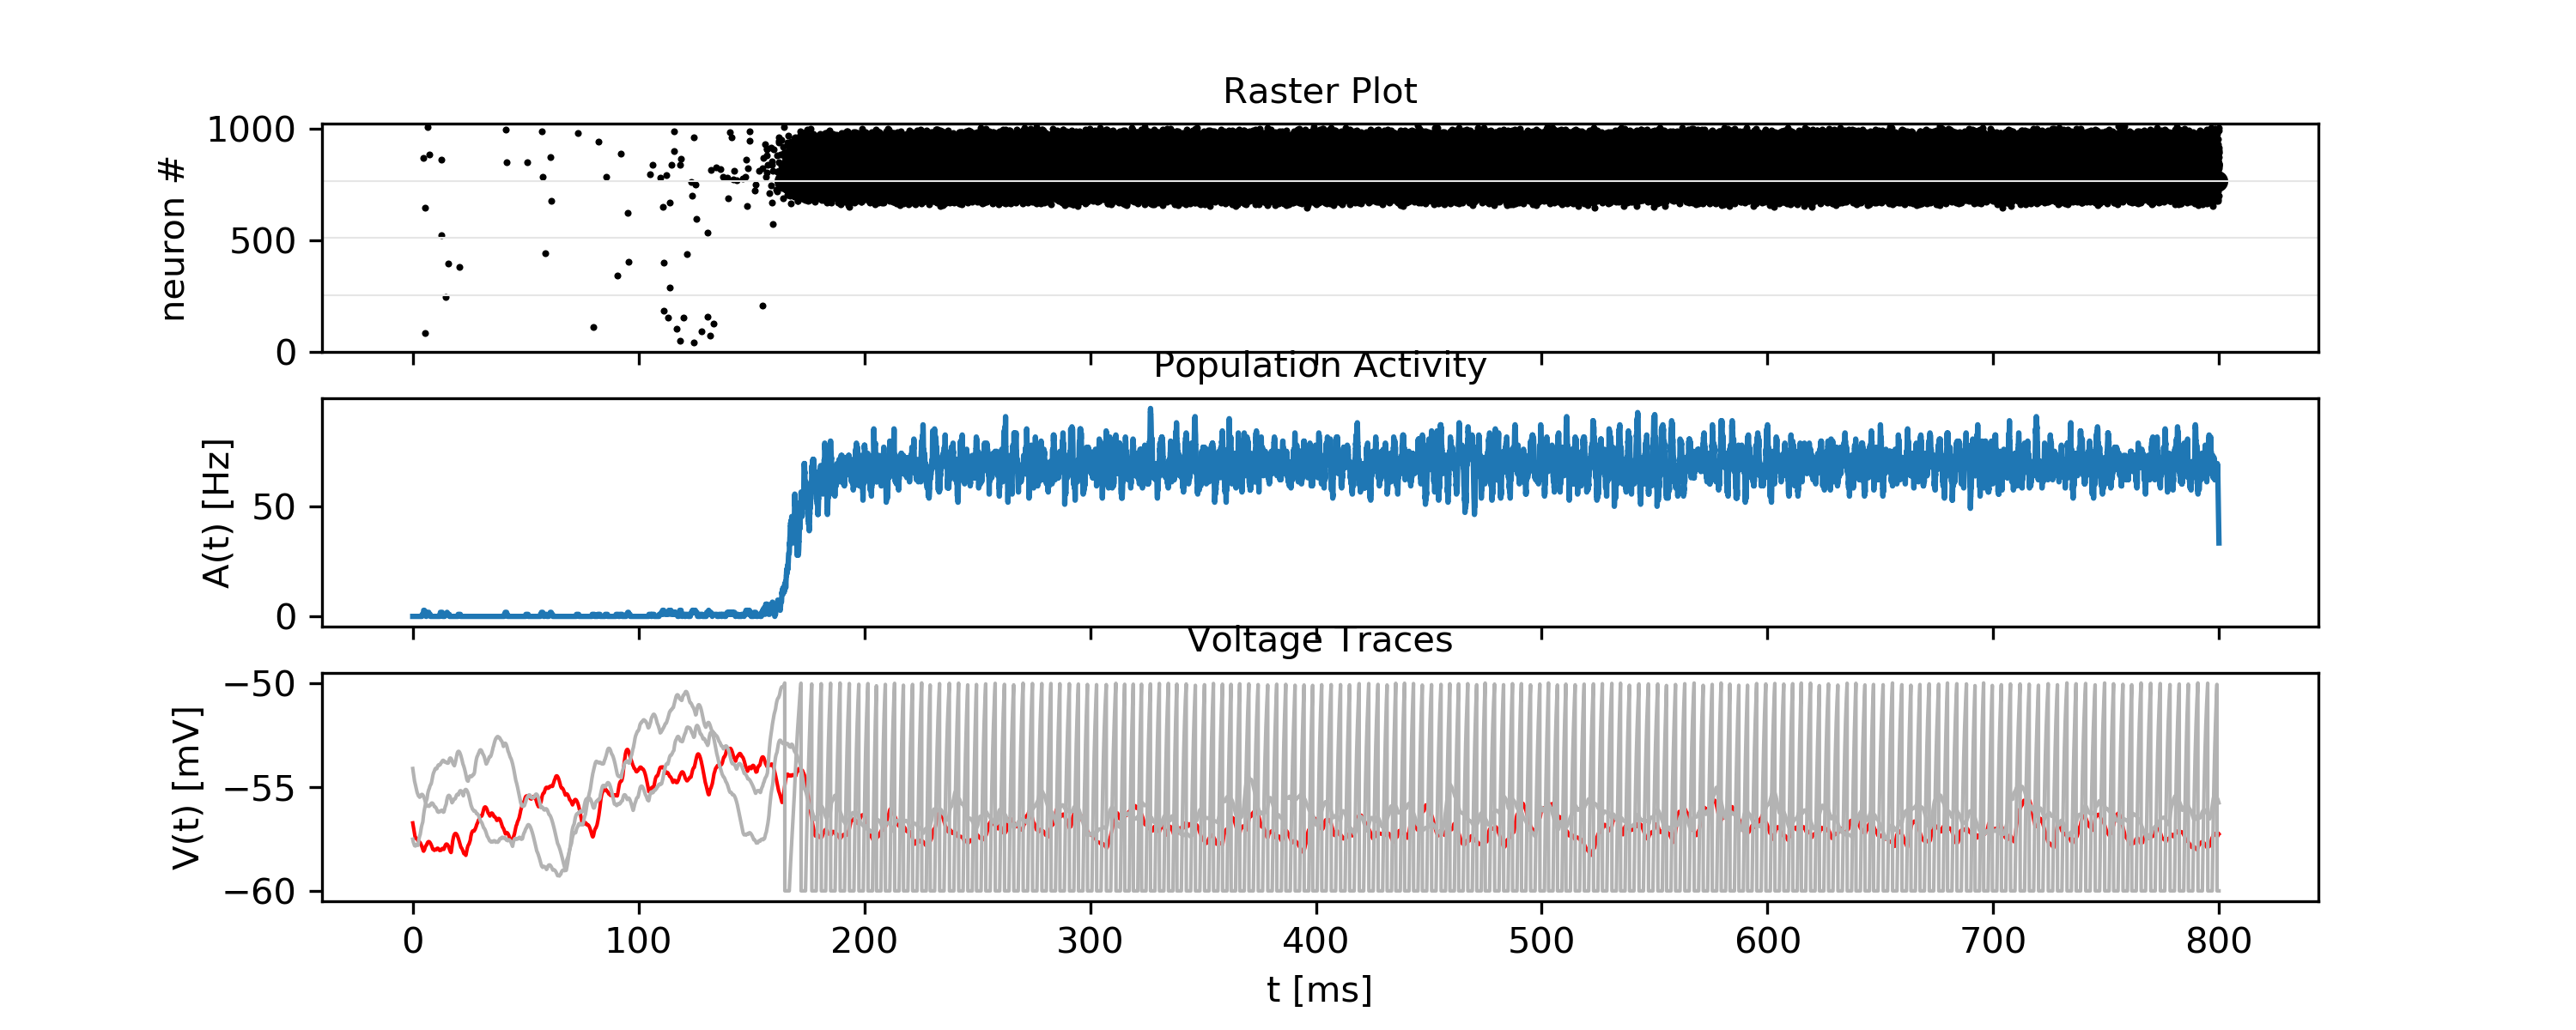 Raster Plot
1000
500
0
neuron #
Population Activity
50
0
A(t) [Hz]
Voltage Traces
−50
−55
−60
V(t) [mV]
0 100 200 300 400 500 600 700 800
t [ms]